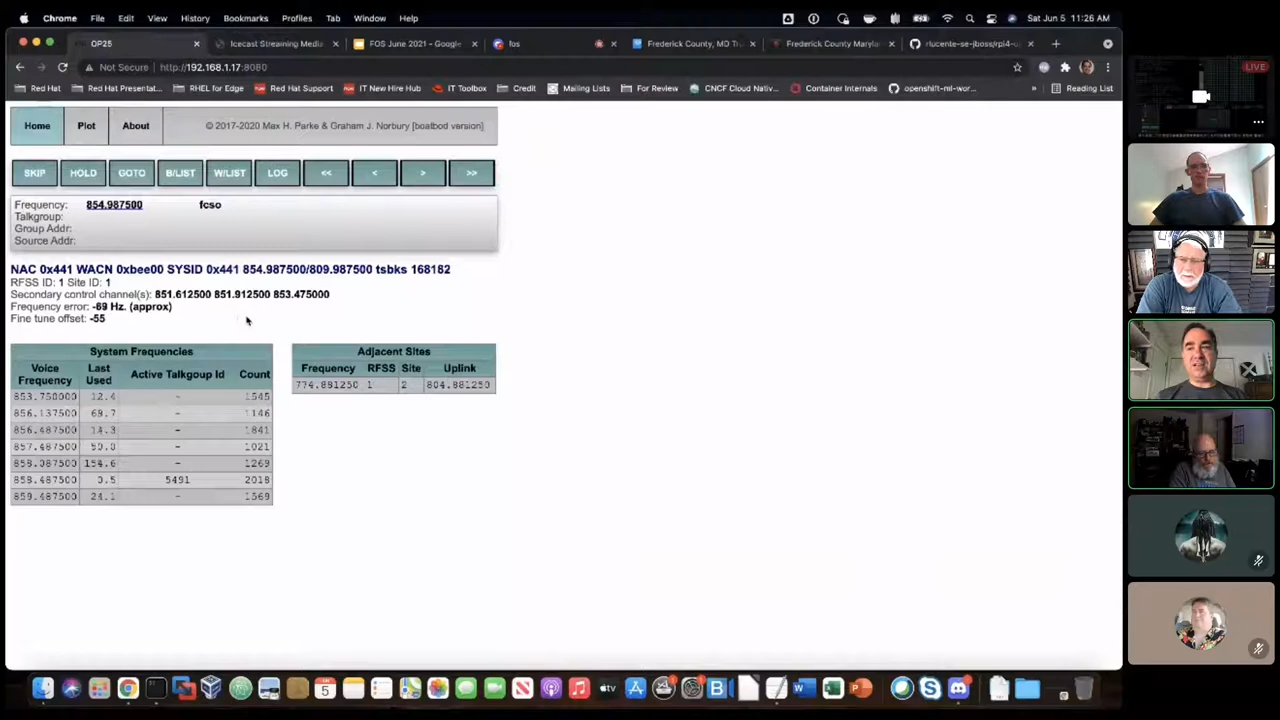 Chrome File Edit View History Bookmarks Profiles Tab Window Help Sat Jun 5 11:26 AM
OP25 Icecast Streaming Media FOS June 2021 - Google fos Frederick County, MD Tr Frederick County Maryla rlucente-se-jboss/rpi4-o
Not Secure http://192.168.1.17:8080
Red Hat Red Hat Presentat... RHEL for Edge Red Hat Support IT New Hire Hub IT Toolbox Credit Mailing Lists For Review CNCF Cloud Nativ... Container Internals openshift-ml-wor... » Reading List
LIVE
Home Plot About © 2017-2020 Max H. Parke & Graham J. Norbury [boatbod version]
SKIP HOLD GOTO B/LIST W/LIST LOG << < > >>
Frequency: 854.987500 fcso
Talkgroup:
Group Addr:
Source Addr:
NAC 0x441 WACN 0xbee00 SYSID 0x441 854.987500/809.987500 tsbks 168182
RFSS ID: 1 Site ID: 1
Secondary control channel(s): 851.612500 851.912500 853.475000
Frequency error: -69 Hz. (approx)
Fine tune offset: -55
System Frequencies
Voice Frequency Last Used Active Talkgoup Id Count
853.750000 12.4 - 1545
856.137500 69.7 - 1146
856.487500 14.3 - 1841
857.487500 50.0 - 1021
858.087500 154.6 - 1269
858.487500 0.5 5491 2018
859.487500 24.1 - 1569
Adjacent Sites
Frequency RFSS Site Uplink
774.881250 1 2 804.881250